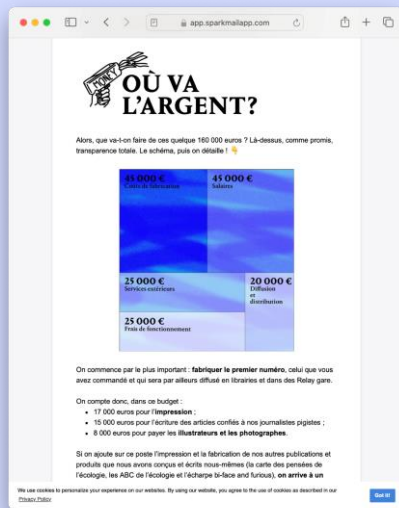 app.sparkmailapp.com
MONEY
OÙ VA
L'ARGENT?
Alors, que va-t-on faire de ces quelque 160 000 euros ? Là-dessus, comme promis,
transparence totale. Le schéma, puis on détaille ! 👇
45 000 €
Coûts de fabrication
45 000 €
Salaires
25 000 €
Services extérieurs
20 000 €
Diffusion
et
distribution
25 000 €
Frais de fonctionnement
On commence par le plus important : fabriquer le premier numéro, celui que vous
avez commandé et qui sera par ailleurs diffusé en librairies et dans des Relay gare.
On compte donc, dans ce budget :
• 17 000 euros pour l'impression ;
• 15 000 euros pour l'écriture des articles confiés à nos journalistes pigistes ;
• 8 000 euros pour payer les illustrateurs et les photographes.
Si on ajoute sur ce poste l'impression et la fabrication de nos autres publications et
produits que nous avons conçus et écrits nous-mêmes (la carte des pensées de
l'écologie, les ABC de l'écologie et l'écharpe bi-face and furious), on arrive à un
We use cookies to personalize your experience on our websites. By using our website, you agree to the use of cookies as described in our
Privacy Policy
Got it!